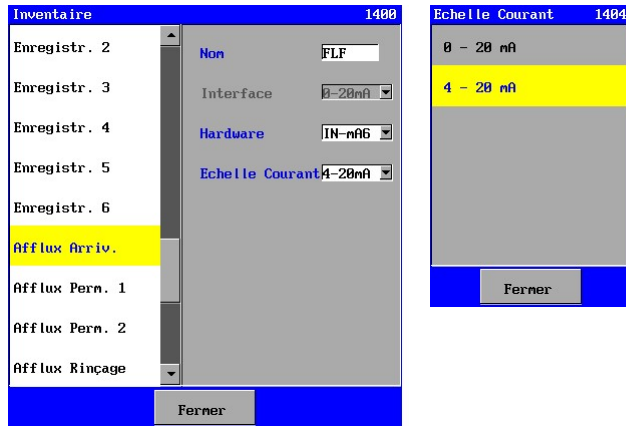 Inventaire 1400
Enregistr. 2
Enregistr. 3
Enregistr. 4
Enregistr. 5
Enregistr. 6
Afflux Arriv.
Afflux Perm. 1
Afflux Perm. 2
Afflux Rinçage
Nom FLF
Interface 0-20mA
Hardware IN-mA6
Echelle Courant 4-20mA
Fermer
Echelle Courant 1404
0 - 20 mA
4 - 20 mA
Fermer